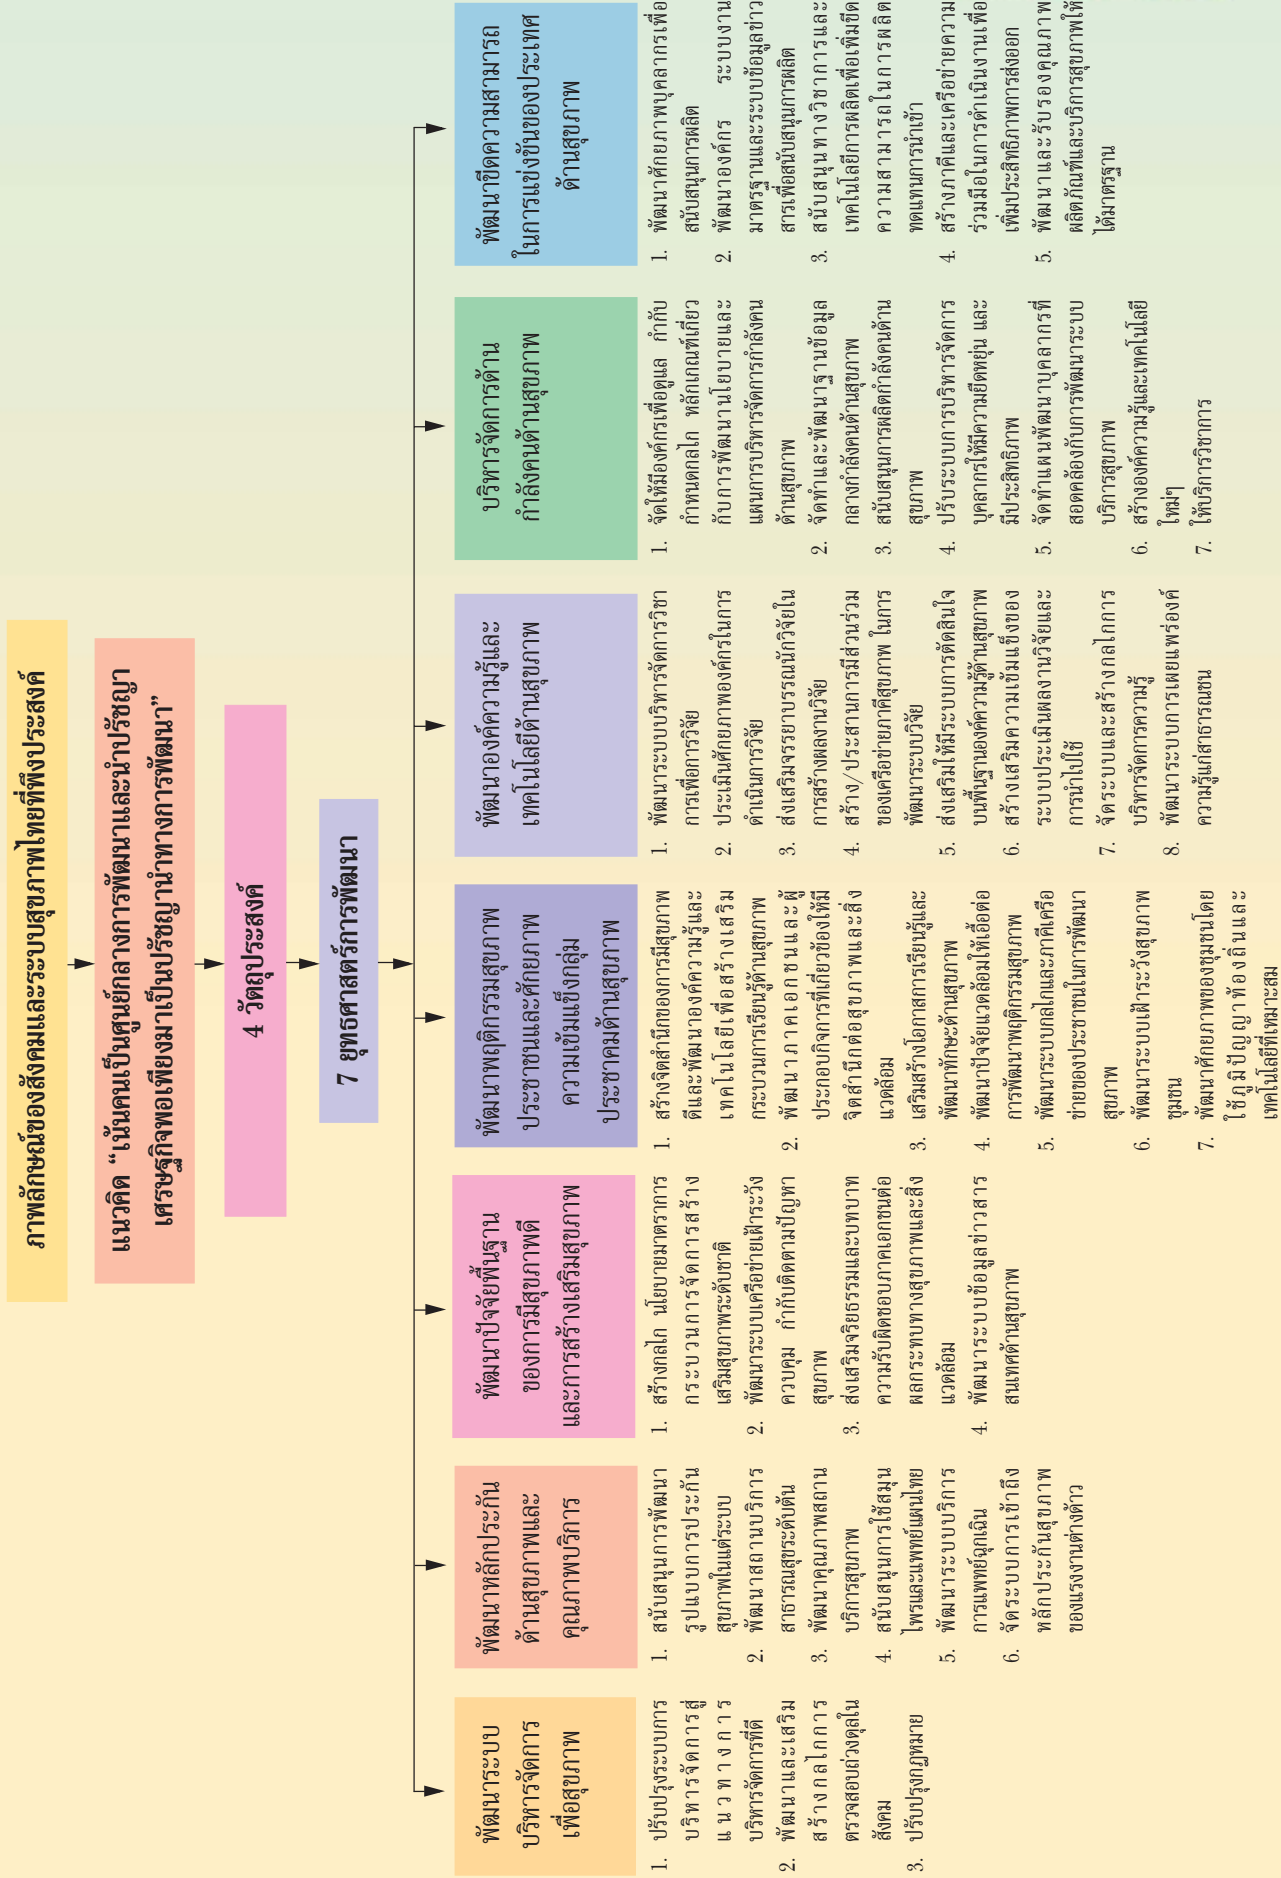 ภาพลักษณ์ของสังคมและระบบสุขภาพไทยที่พึงประสงค์
แนวคิด “เน้นคนเป็นศูนย์กลางการพัฒนาและนำปรัชญา
เศรษฐกิจพอเพียงมาเป็นปรัชญานำทางการพัฒนา”
4 วัตถุประสงค์
7 ยุทธศาสตร์การพัฒนา
พัฒนาระบบ
บริหารจัดการ
เพื่อสุขภาพ
1. ปรับปรุงระบบการ
บริหารจัดการสู่
แนวทางการ
บริหารจัดการที่ดี
2. พัฒนาและเสริม
สร้างกลไกการ
ตรวจสอบถ่วงดุลใน
สังคม
3. ปรับปรุงกฎหมาย
พัฒนาหลักประกัน
ด้านสุขภาพและ
คุณภาพบริการ
1. สนับสนุนการพัฒนา
รูปแบบการประกัน
สุขภาพในแต่ระบบ
2. พัฒนาสถานบริการ
สาธารณสุขระดับต้น
3. พัฒนาคุณภาพสถาน
บริการสุขภาพ
4. สนับสนุนการใช้สมุน
ไพรและแพทย์แผนไทย
5. พัฒนาระบบบริการ
การแพทย์ฉุกเฉิน
6. จัดระบบการเข้าถึง
หลักประกันสุขภาพ
ของแรงงานต่างด้าว
พัฒนาปัจจัยพื้นฐาน
ของการมีสุขภาพดี
และการสร้างเสริมสุขภาพ
1. สร้างกลไก นโยบายมาตราการ
กระบวนการจัดการสร้าง
เสริมสุขภาพระดับชาติ
2. พัฒนาระบบเครือข่ายเฝ้าระวัง
ควบคุม กำกับติดตามปัญหา
สุขภาพ
3. ส่งเสริมจริยธรรมและบทบาท
ความรับผิดชอบภาคเอกชนต่อ
ผลกระทบทางสุขภาพและสิ่ง
แวดล้อม
4. พัฒนาระบบข้อมูลข่าวสาร
สนเทศด้านสุขภาพ
พัฒนาพฤติกรรมสุขภาพ
ประชาชนและศักยภาพ
ความเข้มแข็งกลุ่ม
ประชาคมด้านสุขภาพ
1. สร้างจิตสำนึกของการมีสุขภาพ
ดีและพัฒนาองค์ความรู้และ
เทคโนโลยีเพื่อสร้างเสริม
กระบวนการเรียนรู้ด้านสุขภาพ
2. พัฒนาภาคเอกชนและผู้
ประกอบกิจการที่เกี่ยวข้องให้มี
จิตสำนึกต่อสุขภาพและสิ่ง
แวดล้อม
3. เสริมสร้างโอกาสการเรียนรู้และ
พัฒนาทักษะด้านสุขภาพ
4. พัฒนาปัจจัยแวดล้อมให้เอื้อต่อ
การพัฒนาพฤติกรรมสุขภาพ
5. พัฒนาระบบกลไกและภาคีเครือ
ข่ายของประชาชนในการพัฒนา
สุขภาพ
6. พัฒนาระบบเฝ้าระวังสุขภาพ
ชุมชน
7. พัฒนาศักยภาพของชุมชนโดย
ใช้ภูมิปัญญาท้องถิ่นและ
เทคโนโลยีที่เหมาะสม
พัฒนาองค์ความรู้และ
เทคโนโลยีด้านสุขภาพ
1. พัฒนาระบบบริหารจัดการวิชา
การเพื่อการวิจัย
2. ประเมินศักยภาพองค์กรในการ
ดำเนินการวิจัย
3. ส่งเสริมจรรยาบรรณนักวิจัยใน
การสร้างผลงานวิจัย
4. สร้าง/ประสานการมีส่วนร่วม
ของเครือข่ายภาคีสุขภาพ ในการ
พัฒนาระบบวิจัย
5. ส่งเสริมให้มีระบบการตัดสินใจ
บนพื้นฐานองค์ความรู้ด้านสุขภาพ
6. สร้างเสริมความเข้มแข็งของ
ระบบประเมินผลงานวิจัยและ
การนำไปใช้
7. จัดระบบและสร้างกลไกการ
บริหารจัดการความรู้
8. พัฒนาระบบการเผยแพร่องค์
ความรู้แก่สาธารณชน
บริหารจัดการด้าน
กำลังคนด้านสุขภาพ
1. จัดให้มีองค์กรเพื่อดูแล กำกับ
กำหนดกลไก หลักเกณฑ์เกี่ยว
กับการพัฒนานโยบายและ
แผนการบริหารจัดการกำลังคน
ด้านสุขภาพ
2. จัดทำและพัฒนาฐานข้อมูล
กลางกำลังคนด้านสุขภาพ
3. สนับสนุนการผลิตกำลังคนด้าน
สุขภาพ
4. ปรับระบบการบริหารจัดการ
บุคลากรให้มีความยืดหยุ่น และ
มีประสิทธิภาพ
5. จัดทำแผนพัฒนาบุคลากรที่
สอดคล้องกับการพัฒนาระบบ
บริการสุขภาพ
6. สร้างองค์ความรู้และเทคโนโลยี
ใหม่ๆ
7. ให้บริการวิชาการ
พัฒนาขีดความสามารถ
ในการแข่งขันของประเทศ
ด้านสุขภาพ
1. พัฒนาศักยภาพบุคลากรเพื่อ
สนับสนุนการผลิต
2. พัฒนาองค์กร ระบบงาน
มาตรฐานและระบบข้อมูลข่าว
สารเพื่อสนับสนุนการผลิต
3. สนับสนุนทางวิชาการและ
เทคโนโลยีการผลิตเพื่อเพิ่มขีด
ความสามารถในการผลิต
ทดแทนการนำเข้า
4. สร้างภาคีและเครือข่ายความ
ร่วมมือในการดำเนินงานเพื่อ
เพิ่มประสิทธิภาพการส่งออก
5. พัฒนาและรับรองคุณภาพ
ผลิตภัณฑ์และบริการสุขภาพให้
ได้มาตรฐาน